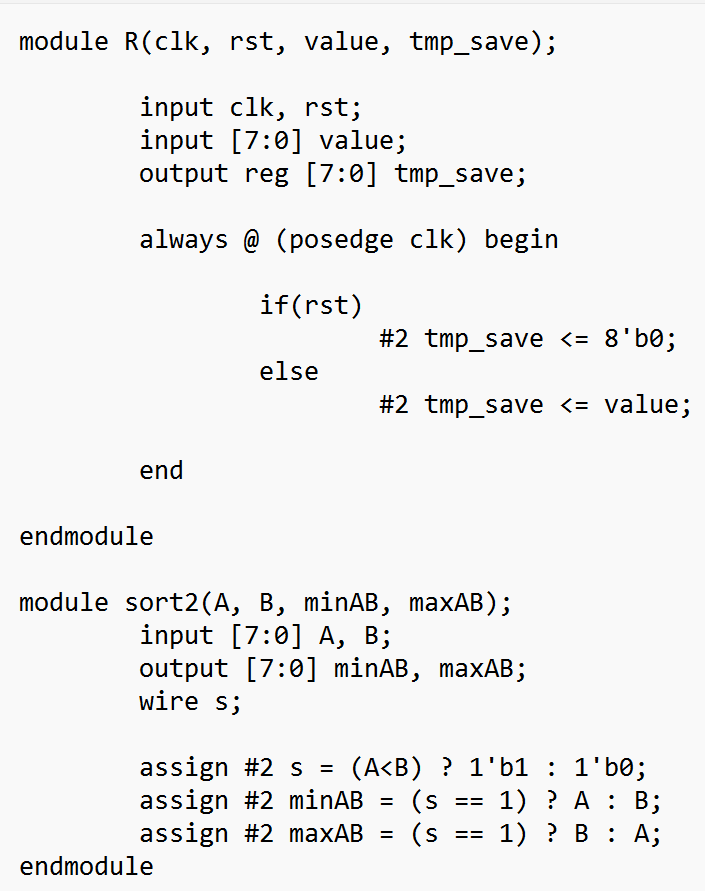 module R(clk, rst, value, tmp_save);
input clk, rst;
input [7:0] value;
output reg [7:0] tmp_save;
always @ (posedge clk) begin
if(rst)
#2 tmp_save <= 8'b0;
else
#2 tmp_save <= value;
end
endmodule
module sort2(A, B, minAB, maxAB);
input [7:0] A, B;
output [7:0] minAB, maxAB;
wire s;
assign #2 s = (A<B) ? 1'b1 : 1'b0;
assign #2 minAB = (s == 1) ? A : B;
assign #2 maxAB = (s == 1) ? B : A;
endmodule